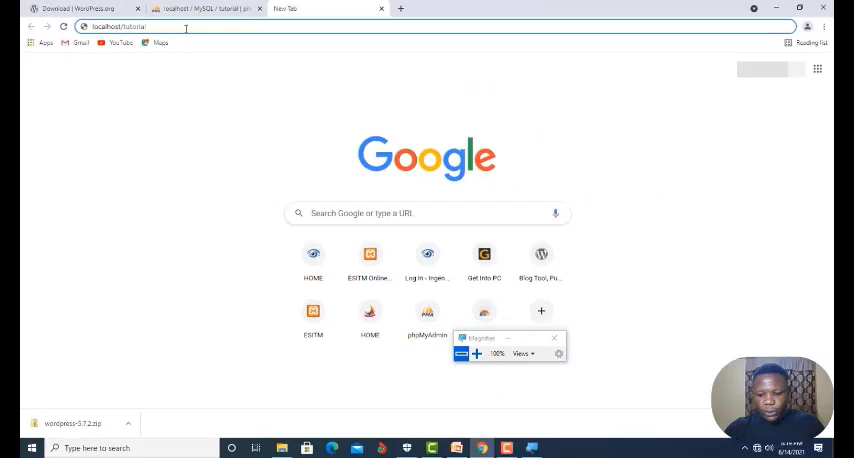 Download | WordPress.org
localhost / MySQL / tutorial | ph
New Tab
localhost/tutorial
Apps
Gmail
YouTube
Maps
Reading list
Google
Search Google or type a URL
HOME
ESITM Online...
Log In - Ingen...
Get Into PC
Blog Tool, Pu...
ESITM
HOME
phpMyAdmin
Magnifier
100%
Views
wordpress-5.7.2.zip
Type here to search
6/14/2021